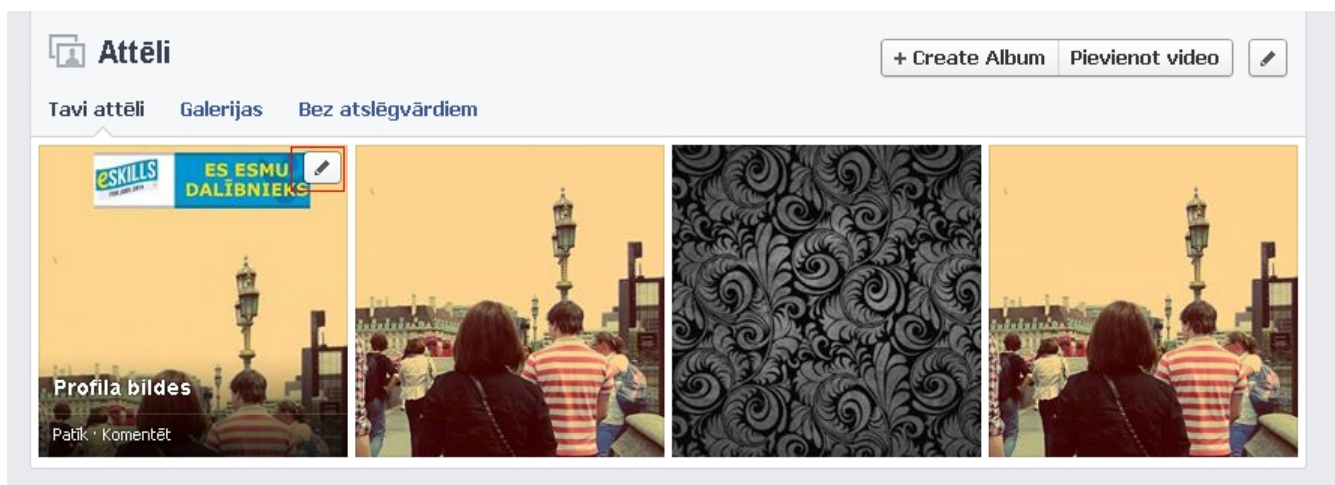 Attēli
+ Create Album Pievienot video
Tavi attēli Galerijas Bez atslēgvārdiem
eSKILLS
ES ESMU
DALĪBNIEKS
Profila bildes
Patīk · Komentēt